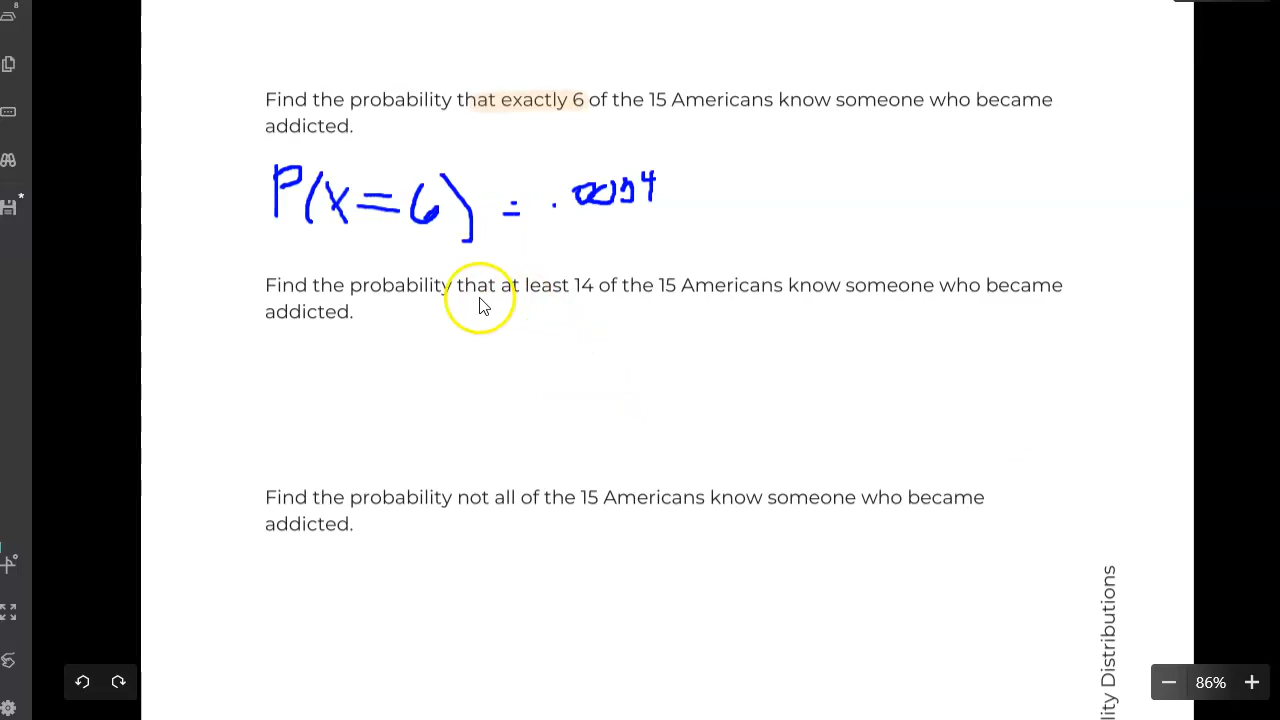 Find the probability that exactly 6 of the 15 Americans know someone who became
addicted.
P(x=6) = .0054
Find the probability that at least 14 of the 15 Americans know someone who became
addicted.
Find the probability not all of the 15 Americans know someone who became
addicted.
lity Distributions
86%